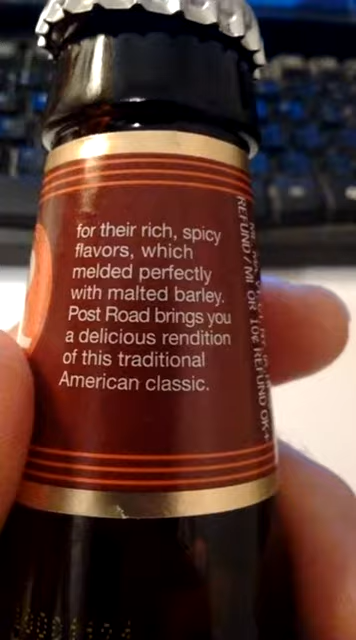 for their rich, spicy
flavors, which
melded perfectly
with malted barley.
Post Road brings you
a delicious rendition
of this traditional
American classic.
REFUND / MI OR 10¢ REFUND OK+